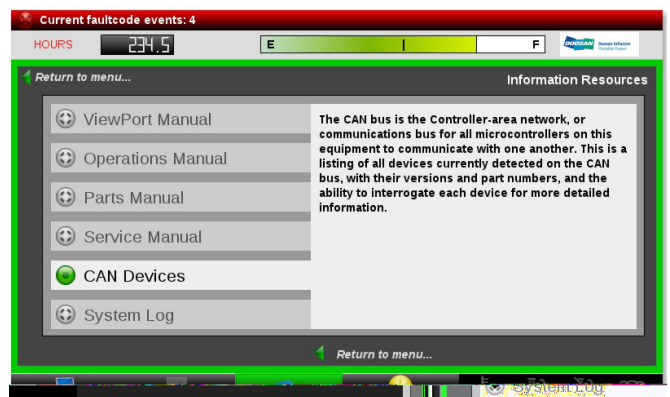 Current faultcode events: 4
HOURS 234.5 E F DOOSAN
Return to menu...
Information Resources
ViewPort Manual
Operations Manual
Parts Manual
Service Manual
CAN Devices
System Log
The CAN bus is the Controller-area network, or
communications bus for all microcontrollers on this
equipment to communicate with one another. This is a
listing of all devices currently detected on the CAN
bus, with their versions and part numbers, and the
ability to interrogate each device for more detailed
information.
Return to menu...
System Log